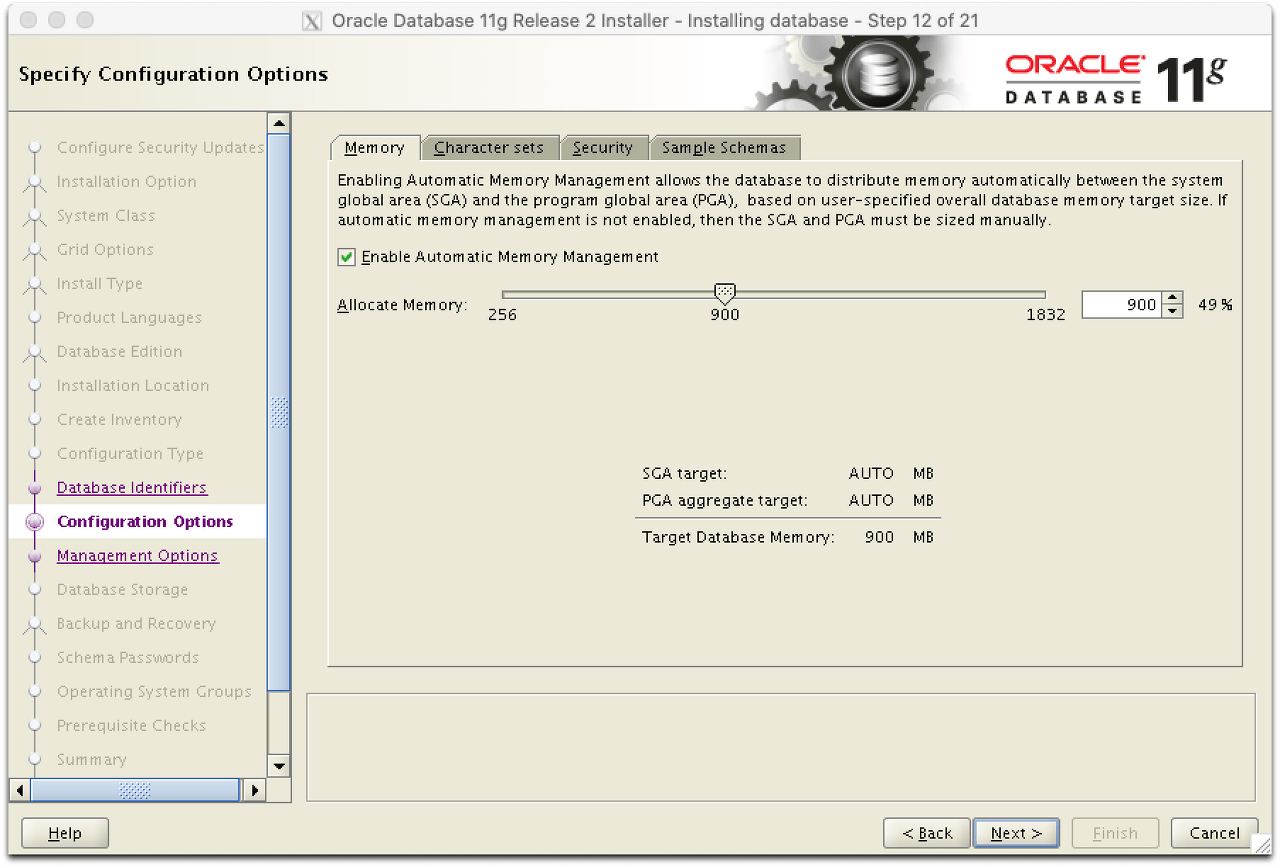 Oracle Database 11g Release 2 Installer - Installing database - Step 12 of 21
Specify Configuration Options
ORACLE
DATABASE
11g
Configure Security Updates
Installation Option
System Class
Grid Options
Install Type
Product Languages
Database Edition
Installation Location
Create Inventory
Configuration Type
Database Identifiers
Configuration Options
Management Options
Database Storage
Backup and Recovery
Schema Passwords
Operating System Groups
Prerequisite Checks
Summary
Memory Character sets Security Sample Schemas
Enabling Automatic Memory Management allows the database to distribute memory automatically between the system
global area (SGA) and the program global area (PGA), based on user-specified overall database memory target size. If
automatic memory management is not enabled, then the SGA and PGA must be sized manually.
Enable Automatic Memory Management
Allocate Memory: 900 49 %
256 900 1832
SGA target: AUTO MB
PGA aggregate target: AUTO MB
Target Database Memory: 900 MB
Help < Back Next > Finish Cancel